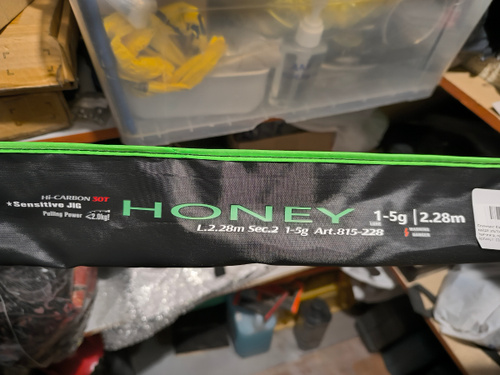 Hi-CARBON 30T
★Sensitive JIG
Pulling Power <2.0kg!
HONEY
L.2.28m Sec.2 1-5g Art.815-228
1-5g | 2.28m